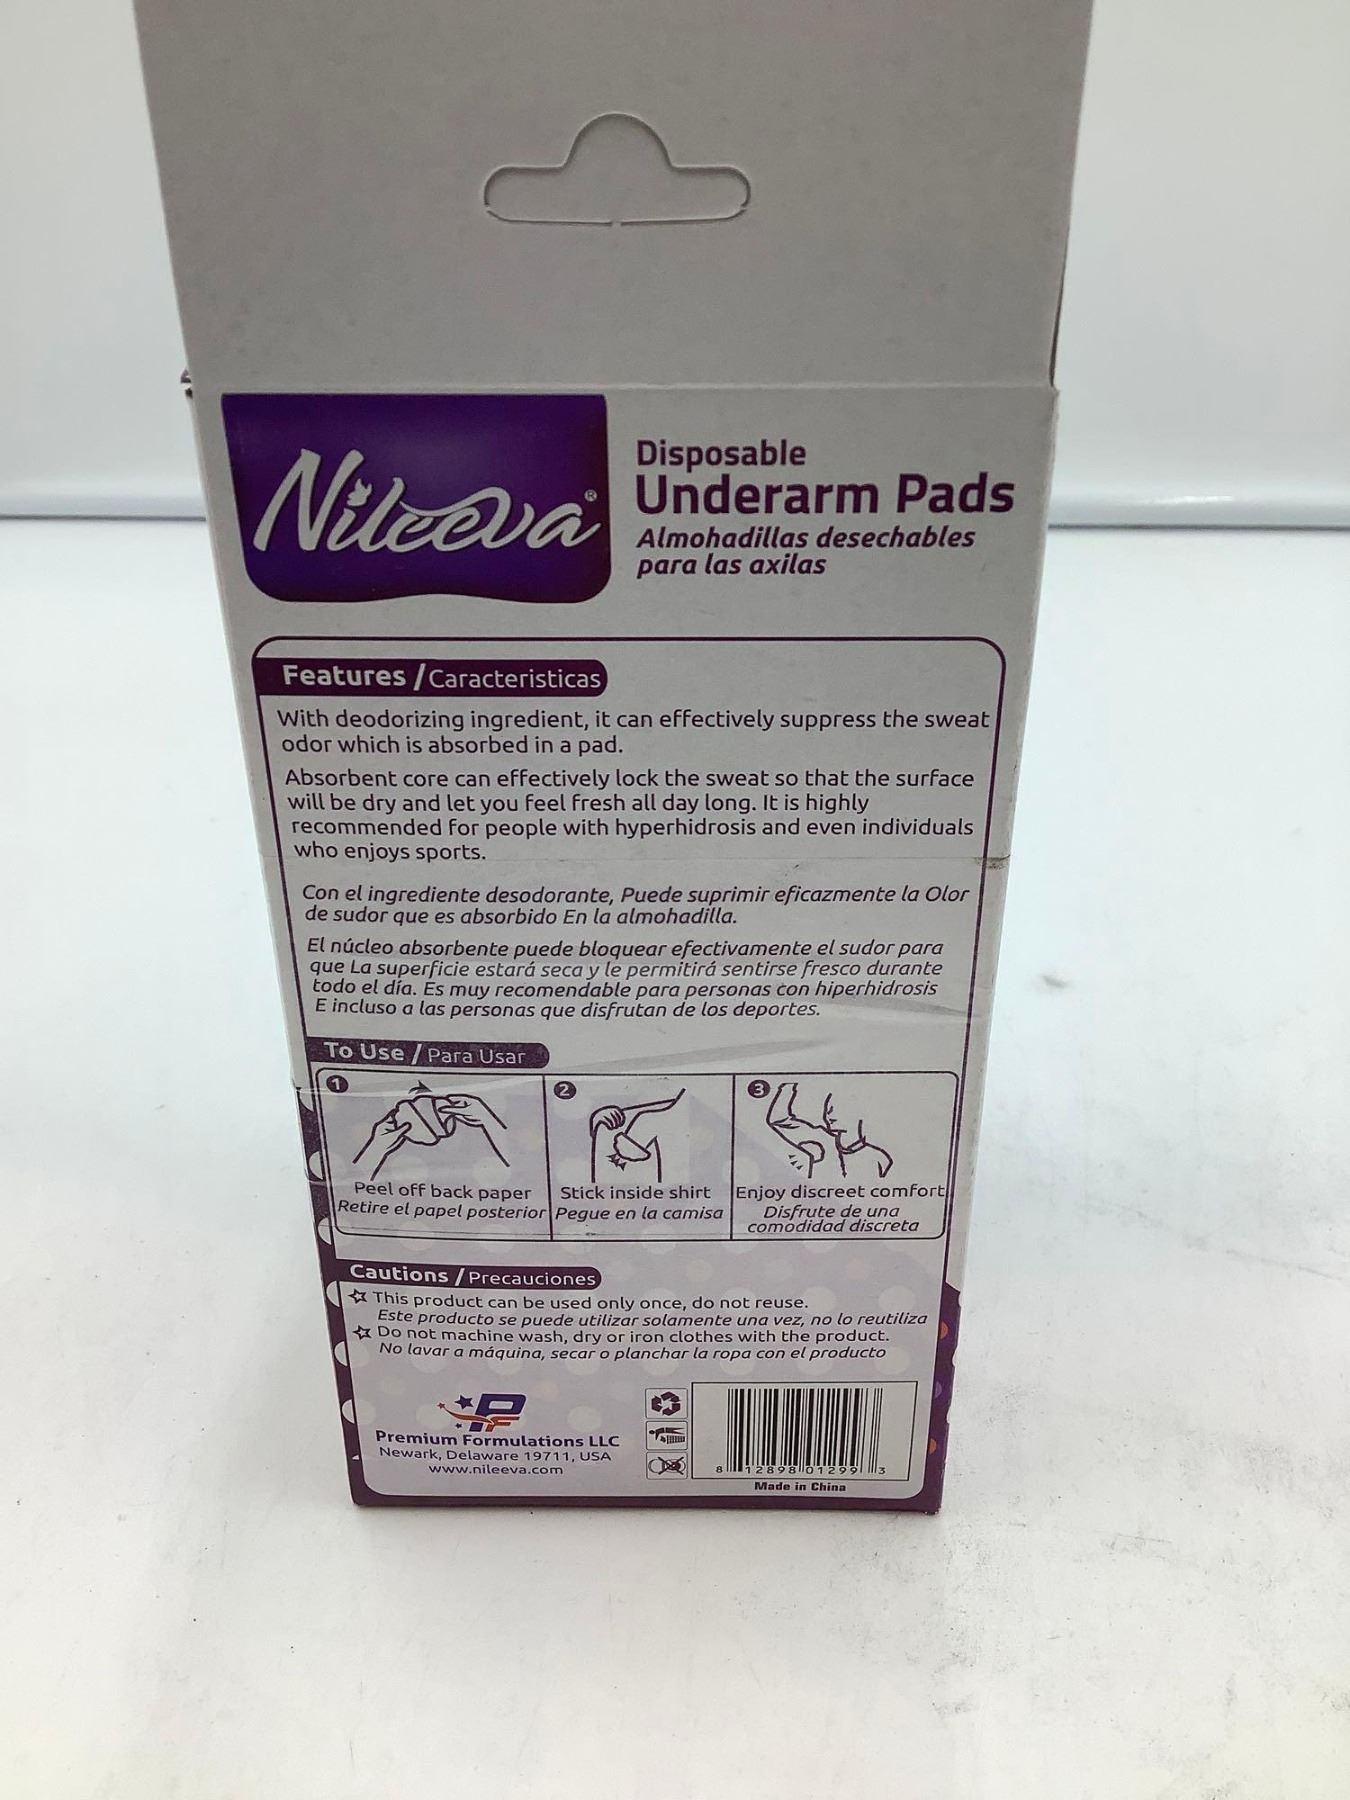 Nileeva®
Disposable
Underarm Pads
Almohadillas desechables
para las axilas
Features / Caracteristicas
With deodorizing ingredient, it can effectively suppress the sweat
odor which is absorbed in a pad.
Absorbent core can effectively lock the sweat so that the surface
will be dry and let you feel fresh all day long. It is highly
recommended for people with hyperhidrosis and even individuals
who enjoys sports.
Con el ingrediente desodorante, Puede suprimir eficazmente la Olor
de sudor que es absorbido En la almohadilla.
El núcleo absorbente puede bloquear efectivamente el sudor para
que La superficie estará seca y le permitirá sentirse fresco durante
todo el día. Es muy recomendable para personas con hiperhidrosis
E incluso a las personas que disfrutan de los deportes.
To Use / Para Usar
1
Peel off back paper
Retire el papel posterior
2
Stick inside shirt
Pegue en la camisa
3
Enjoy discreet comfort
Disfrute de una
comodidad discreta
Cautions / Precauciones
☆ This product can be used only once, do not reuse.
Este producto se puede utilizar solamente una vez, no lo reutiliza
☆ Do not machine wash, dry or iron clothes with the product.
No lavar a máquina, secar o planchar la ropa con el producto
PF
Premium Formulations LLC
Newark, Delaware 19711, USA
www.nileeva.com
8 12898 01299 3
Made in China